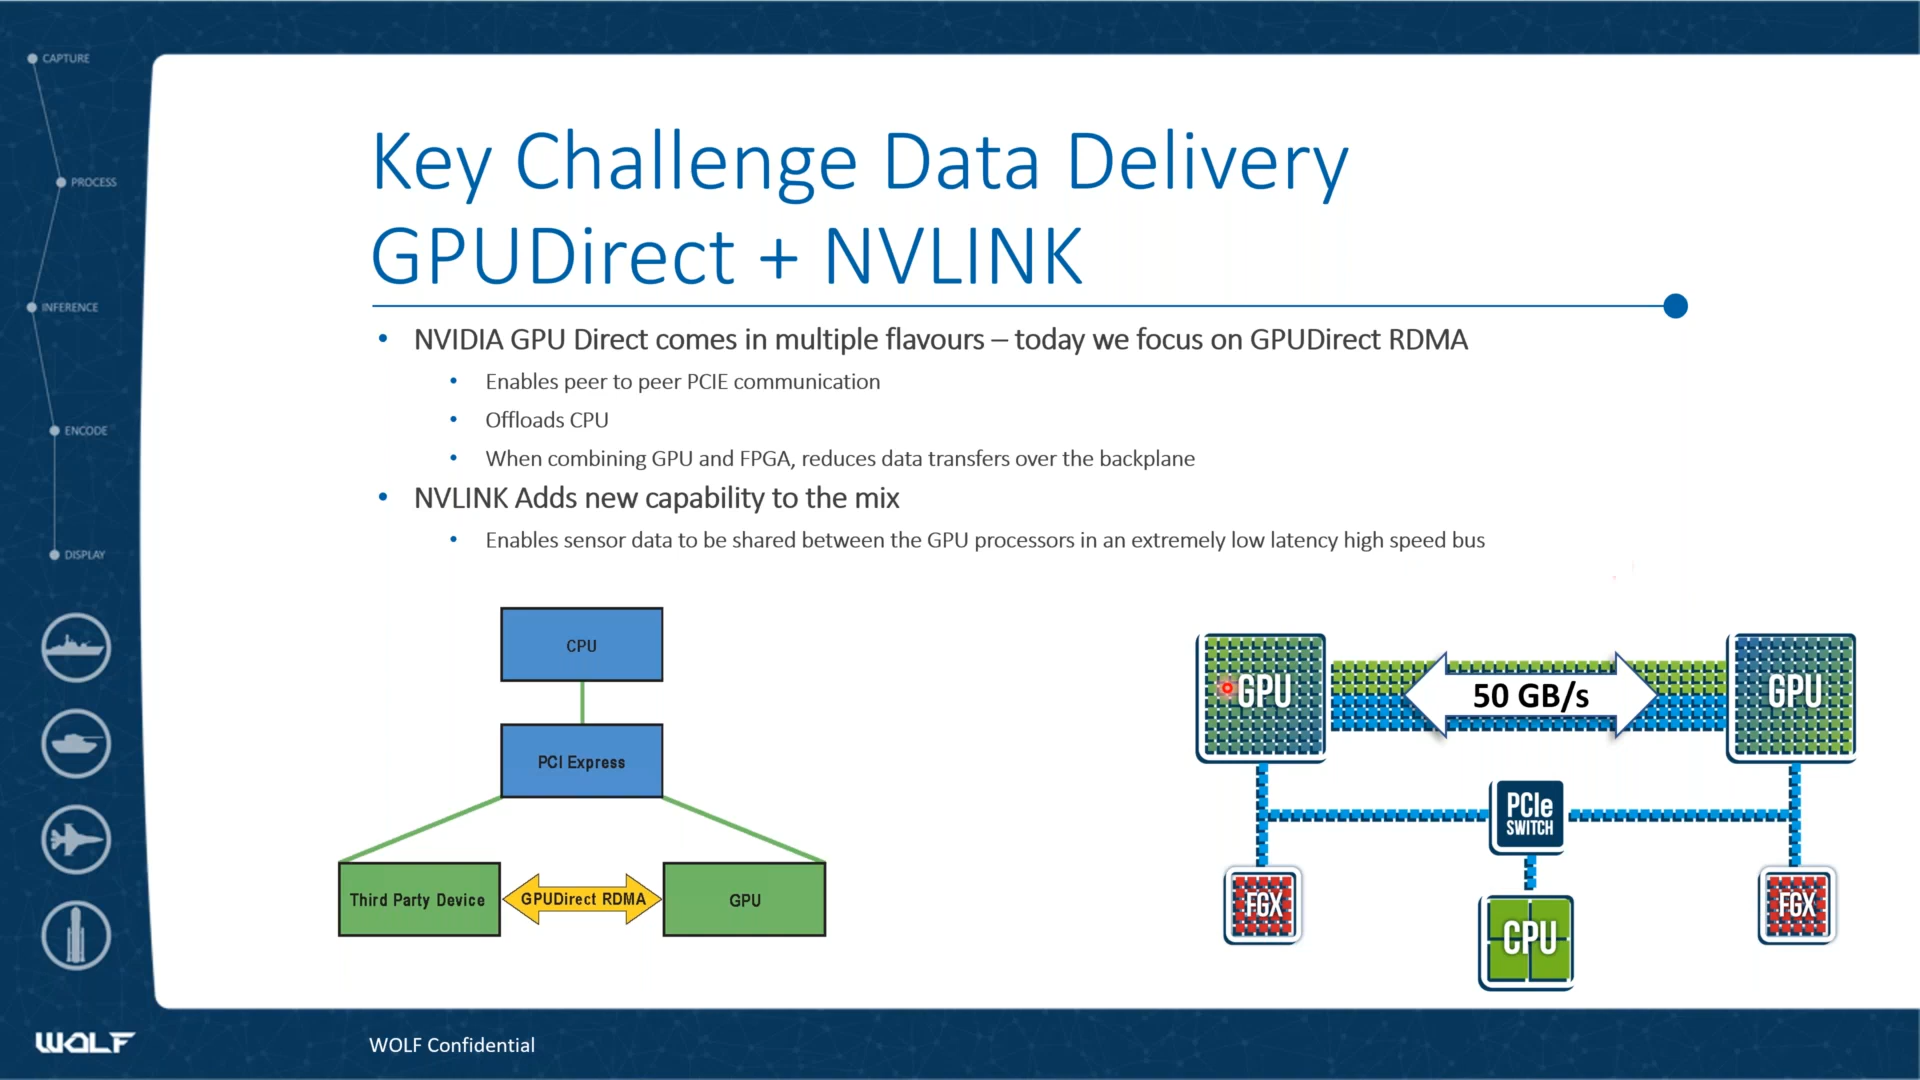 CAPTURE
PROCESS
INFERENCE
ENCODE
DISPLAY
Key Challenge Data Delivery
GPUDirect + NVLINK
• NVIDIA GPU Direct comes in multiple flavours – today we focus on GPUDirect RDMA
• Enables peer to peer PCIE communication
• Offloads CPU
• When combining GPU and FPGA, reduces data transfers over the backplane
• NVLINK Adds new capability to the mix
• Enables sensor data to be shared between the GPU processors in an extremely low latency high speed bus
CPU
PCI Express
Third Party Device
GPUDirect RDMA
GPU
GPU
50 GB/s
GPU
PCIe
SWITCH
FGX
CPU
FGX
WOLF
WOLF Confidential